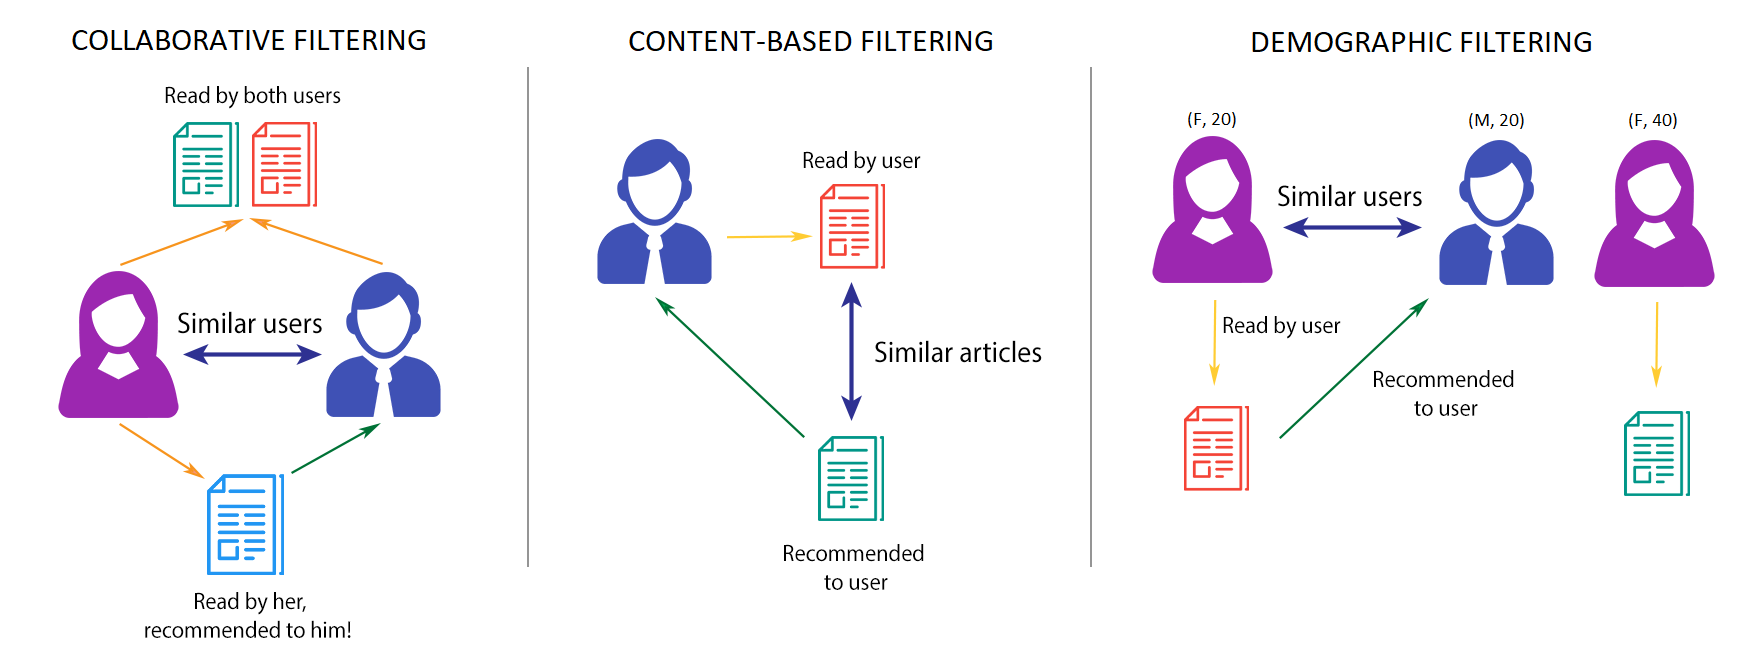 COLLABORATIVE FILTERING
Read by both users
Similar users
Read by her,
recommended to him!
CONTENT-BASED FILTERING
Read by user
Similar articles
Recommended
to user
DEMOGRAPHIC FILTERING
(F, 20)
(M, 20)
(F, 40)
Similar users
Read by user
Recommended
to user